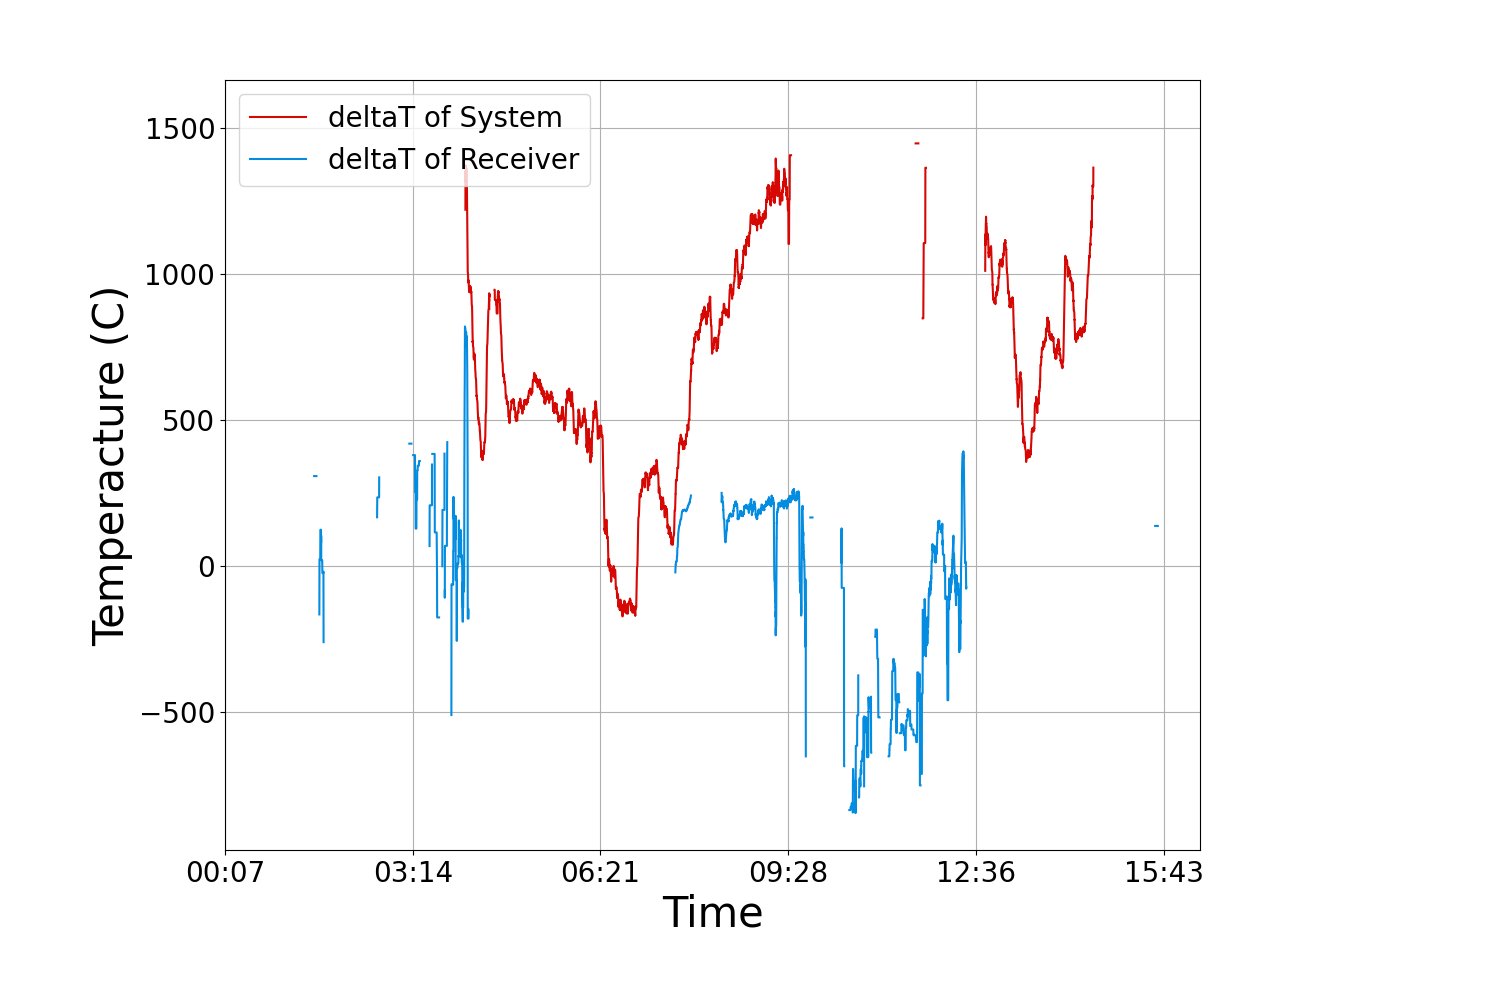 deltaT of System
deltaT of Receiver
Temperacture (C)
1500
1000
500
0
−500
00:07 03:14 06:21 09:28 12:36 15:43
Time